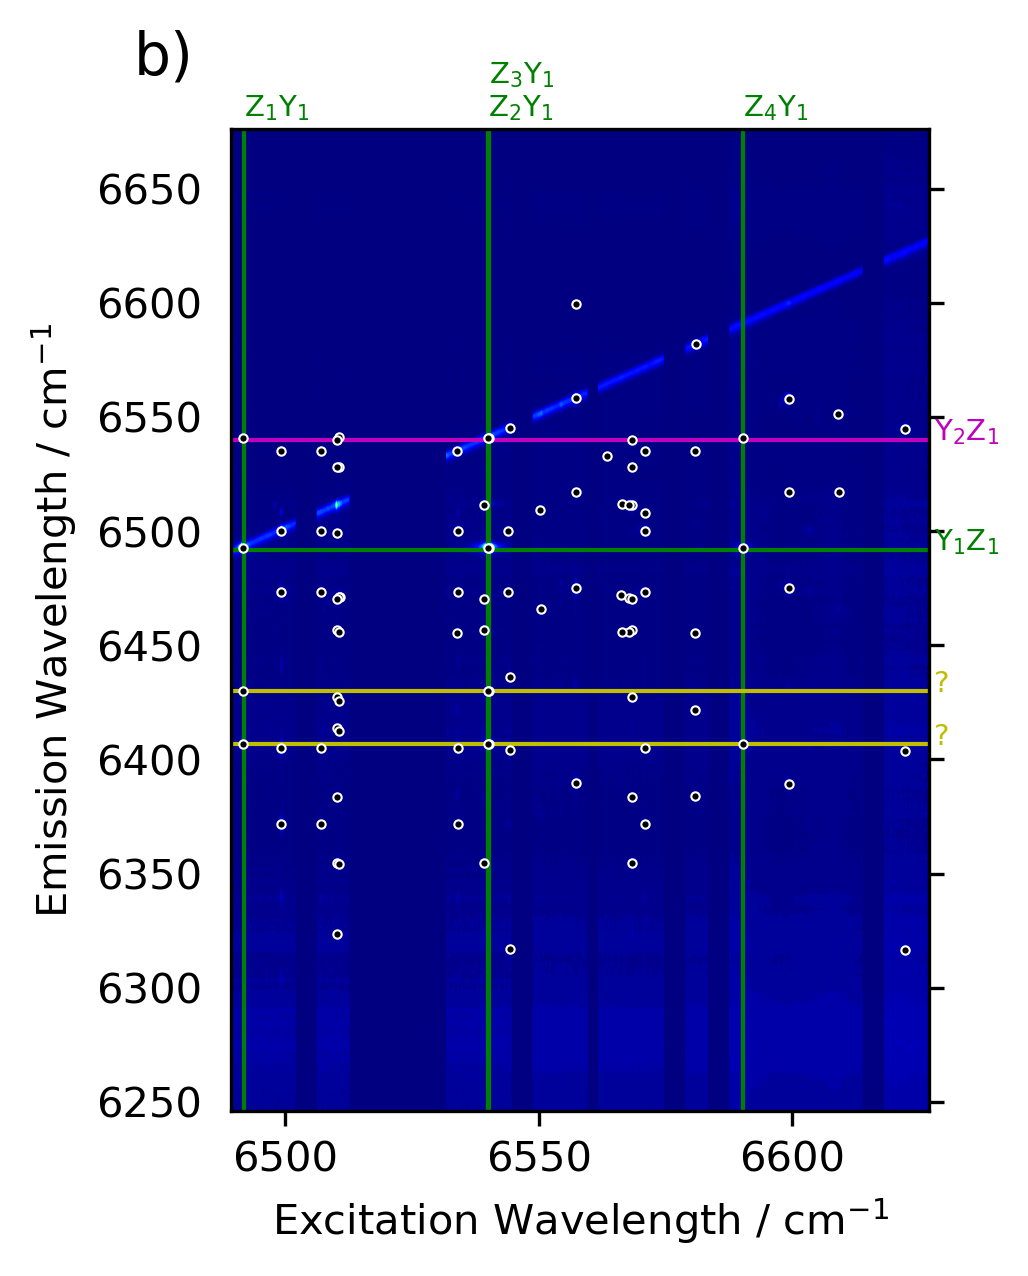 b)
Z₃Y₁
Z₁Y₁ Z₂Y₁ Z₄Y₁
6650
6600
6550
Y₂Z₁
6500
Y₁Z₁
6450
?
?
6400
6350
6300
6250
6500 6550 6600
Excitation Wavelength / cm⁻¹
Emission Wavelength / cm⁻¹